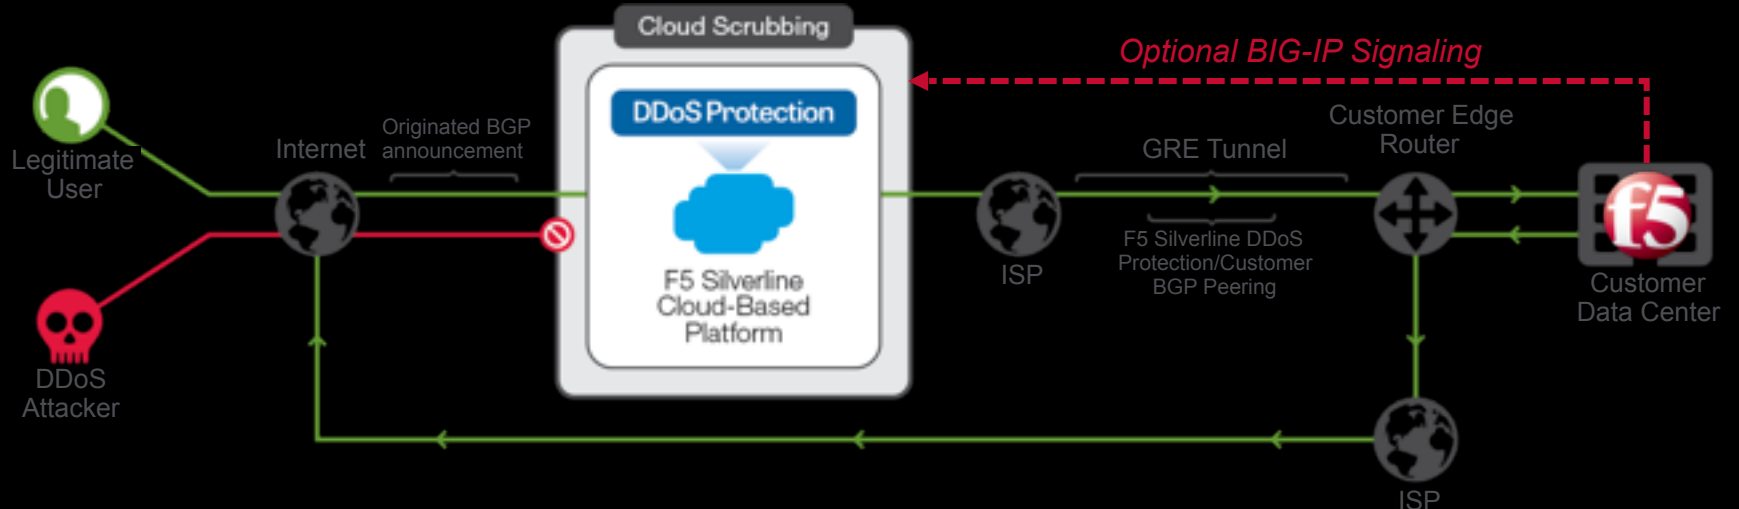 Cloud Scrubbing
Optional BIG-IP Signaling
DDoS Protection
Customer Edge
Router
Originated BGP
announcement
Internet
GRE Tunnel
Legitimate
User
F5 Silverline DDoS
Protection/Customer
BGP Peering
f5
ISP
F5 Silverline
Cloud-Based
Platform
Customer
Data Center
DDoS
Attacker
ISP